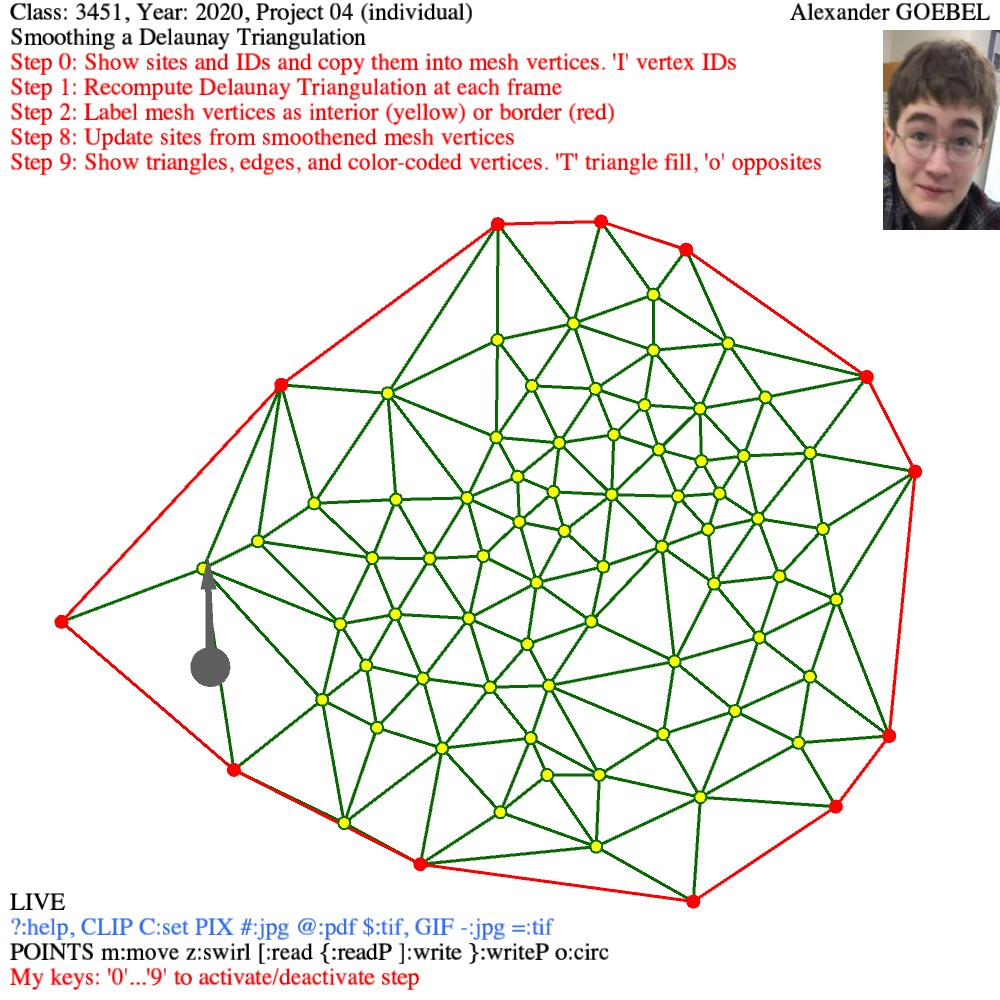 Class: 3451, Year: 2020, Project 04 (individual)
Alexander GOEBEL
Smoothing a Delaunay Triangulation
Step 0: Show sites and IDs and copy them into mesh vertices. 'I' vertex IDs
Step 1: Recompute Delaunay Triangulation at each frame
Step 2: Label mesh vertices as interior (yellow) or border (red)
Step 8: Update sites from smoothened mesh vertices
Step 9: Show triangles, edges, and color-coded vertices. 'T' triangle fill, 'o' opposites
LIVE
?:help, CLIP C:set PIX #:jpg @:pdf $:tif, GIF -:jpg =:tif
POINTS m:move z:swirl [:read {:readP ]:write }:writeP o:circ
My keys: '0'...'9' to activate/deactivate step